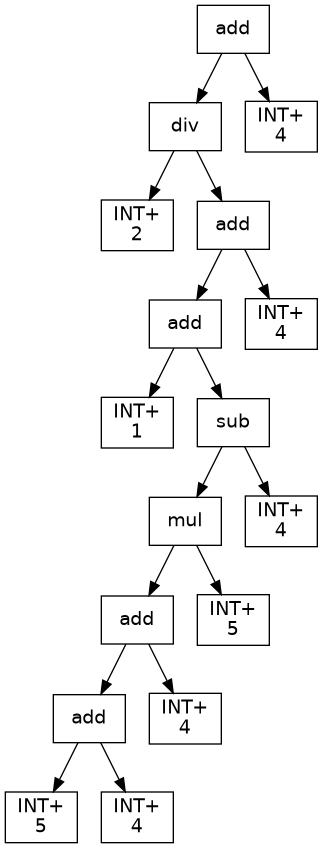 add
div
INT+
4
INT+
2
add
add
INT+
4
INT+
1
sub
mul
INT+
4
add
INT+
5
add
INT+
4
INT+
5
INT+
4